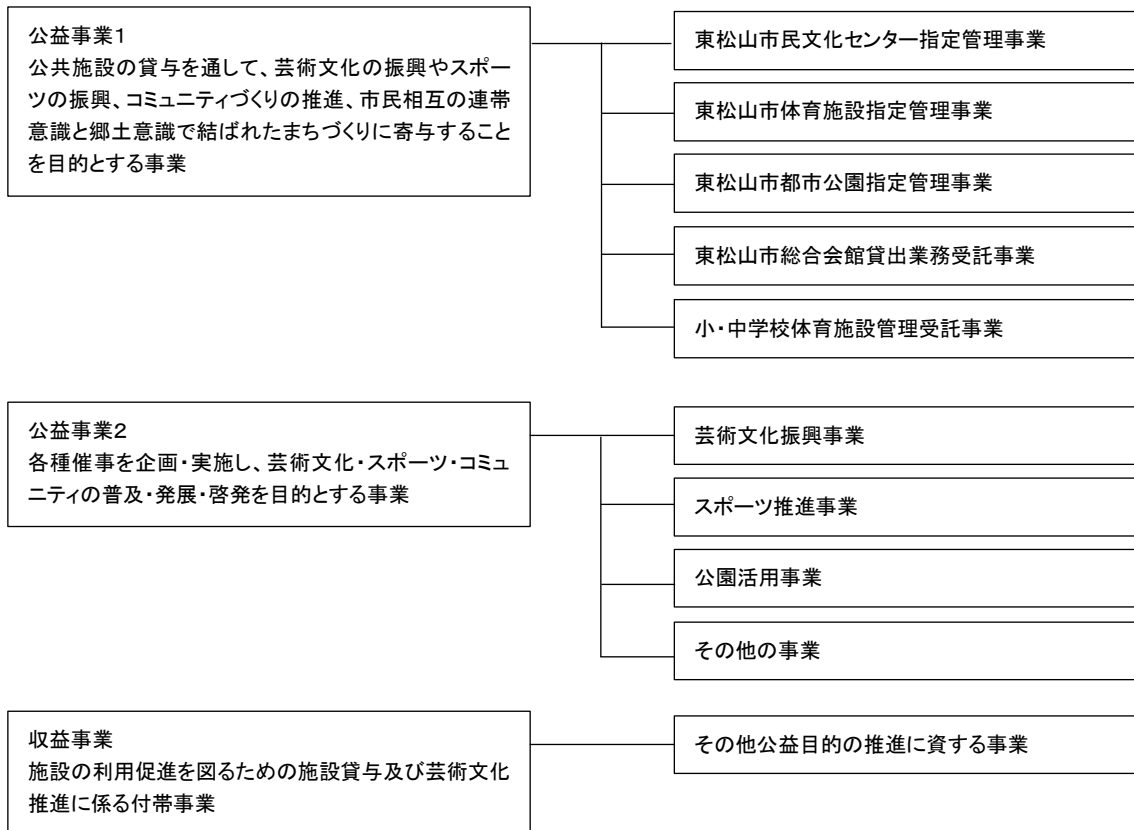 公益事業1
公共施設の貸与を通して、芸術文化の振興やスポー
ツの振興、コミュニティづくりの推進、市民相互の連帯
意識と郷土意識で結ばれたまちづくりに寄与すること
を目的とする事業
東松山市民文化センター指定管理事業
東松山市体育施設指定管理事業
東松山市都市公園指定管理事業
東松山市総合会館貸出業務受託事業
小・中学校体育施設管理受託事業
公益事業2
各種催事を企画・実施し、芸術文化・スポーツ・コミュ
ニティの普及・発展・啓発を目的とする事業
芸術文化振興事業
スポーツ推進事業
公園活用事業
その他の事業
収益事業
施設の利用促進を図るための施設貸与及び芸術文化
推進に係る付帯事業
その他公益目的の推進に資する事業